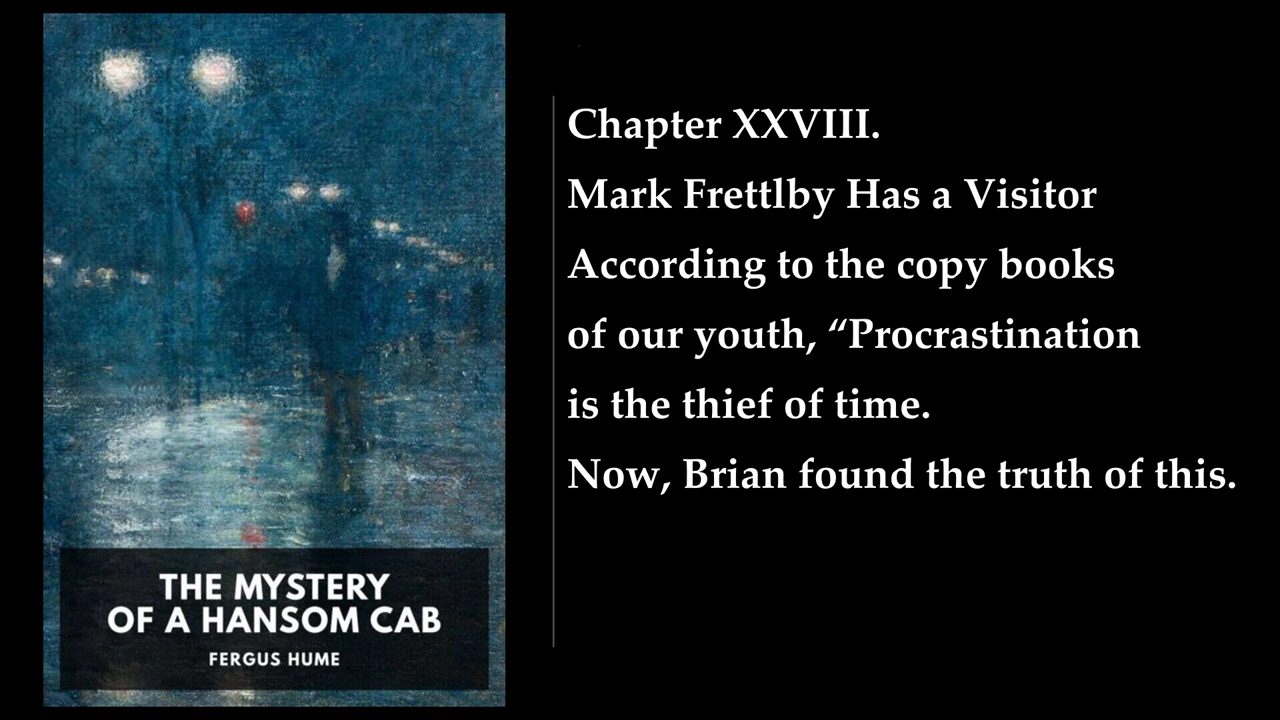 THE MYSTERY
OF A HANSOM CAB
FERGUS HUME
Chapter XXVIII.
Mark Frettlby Has a Visitor
According to the copy books
of our youth, “Procrastination
is the thief of time.
Now, Brian found the truth of this.